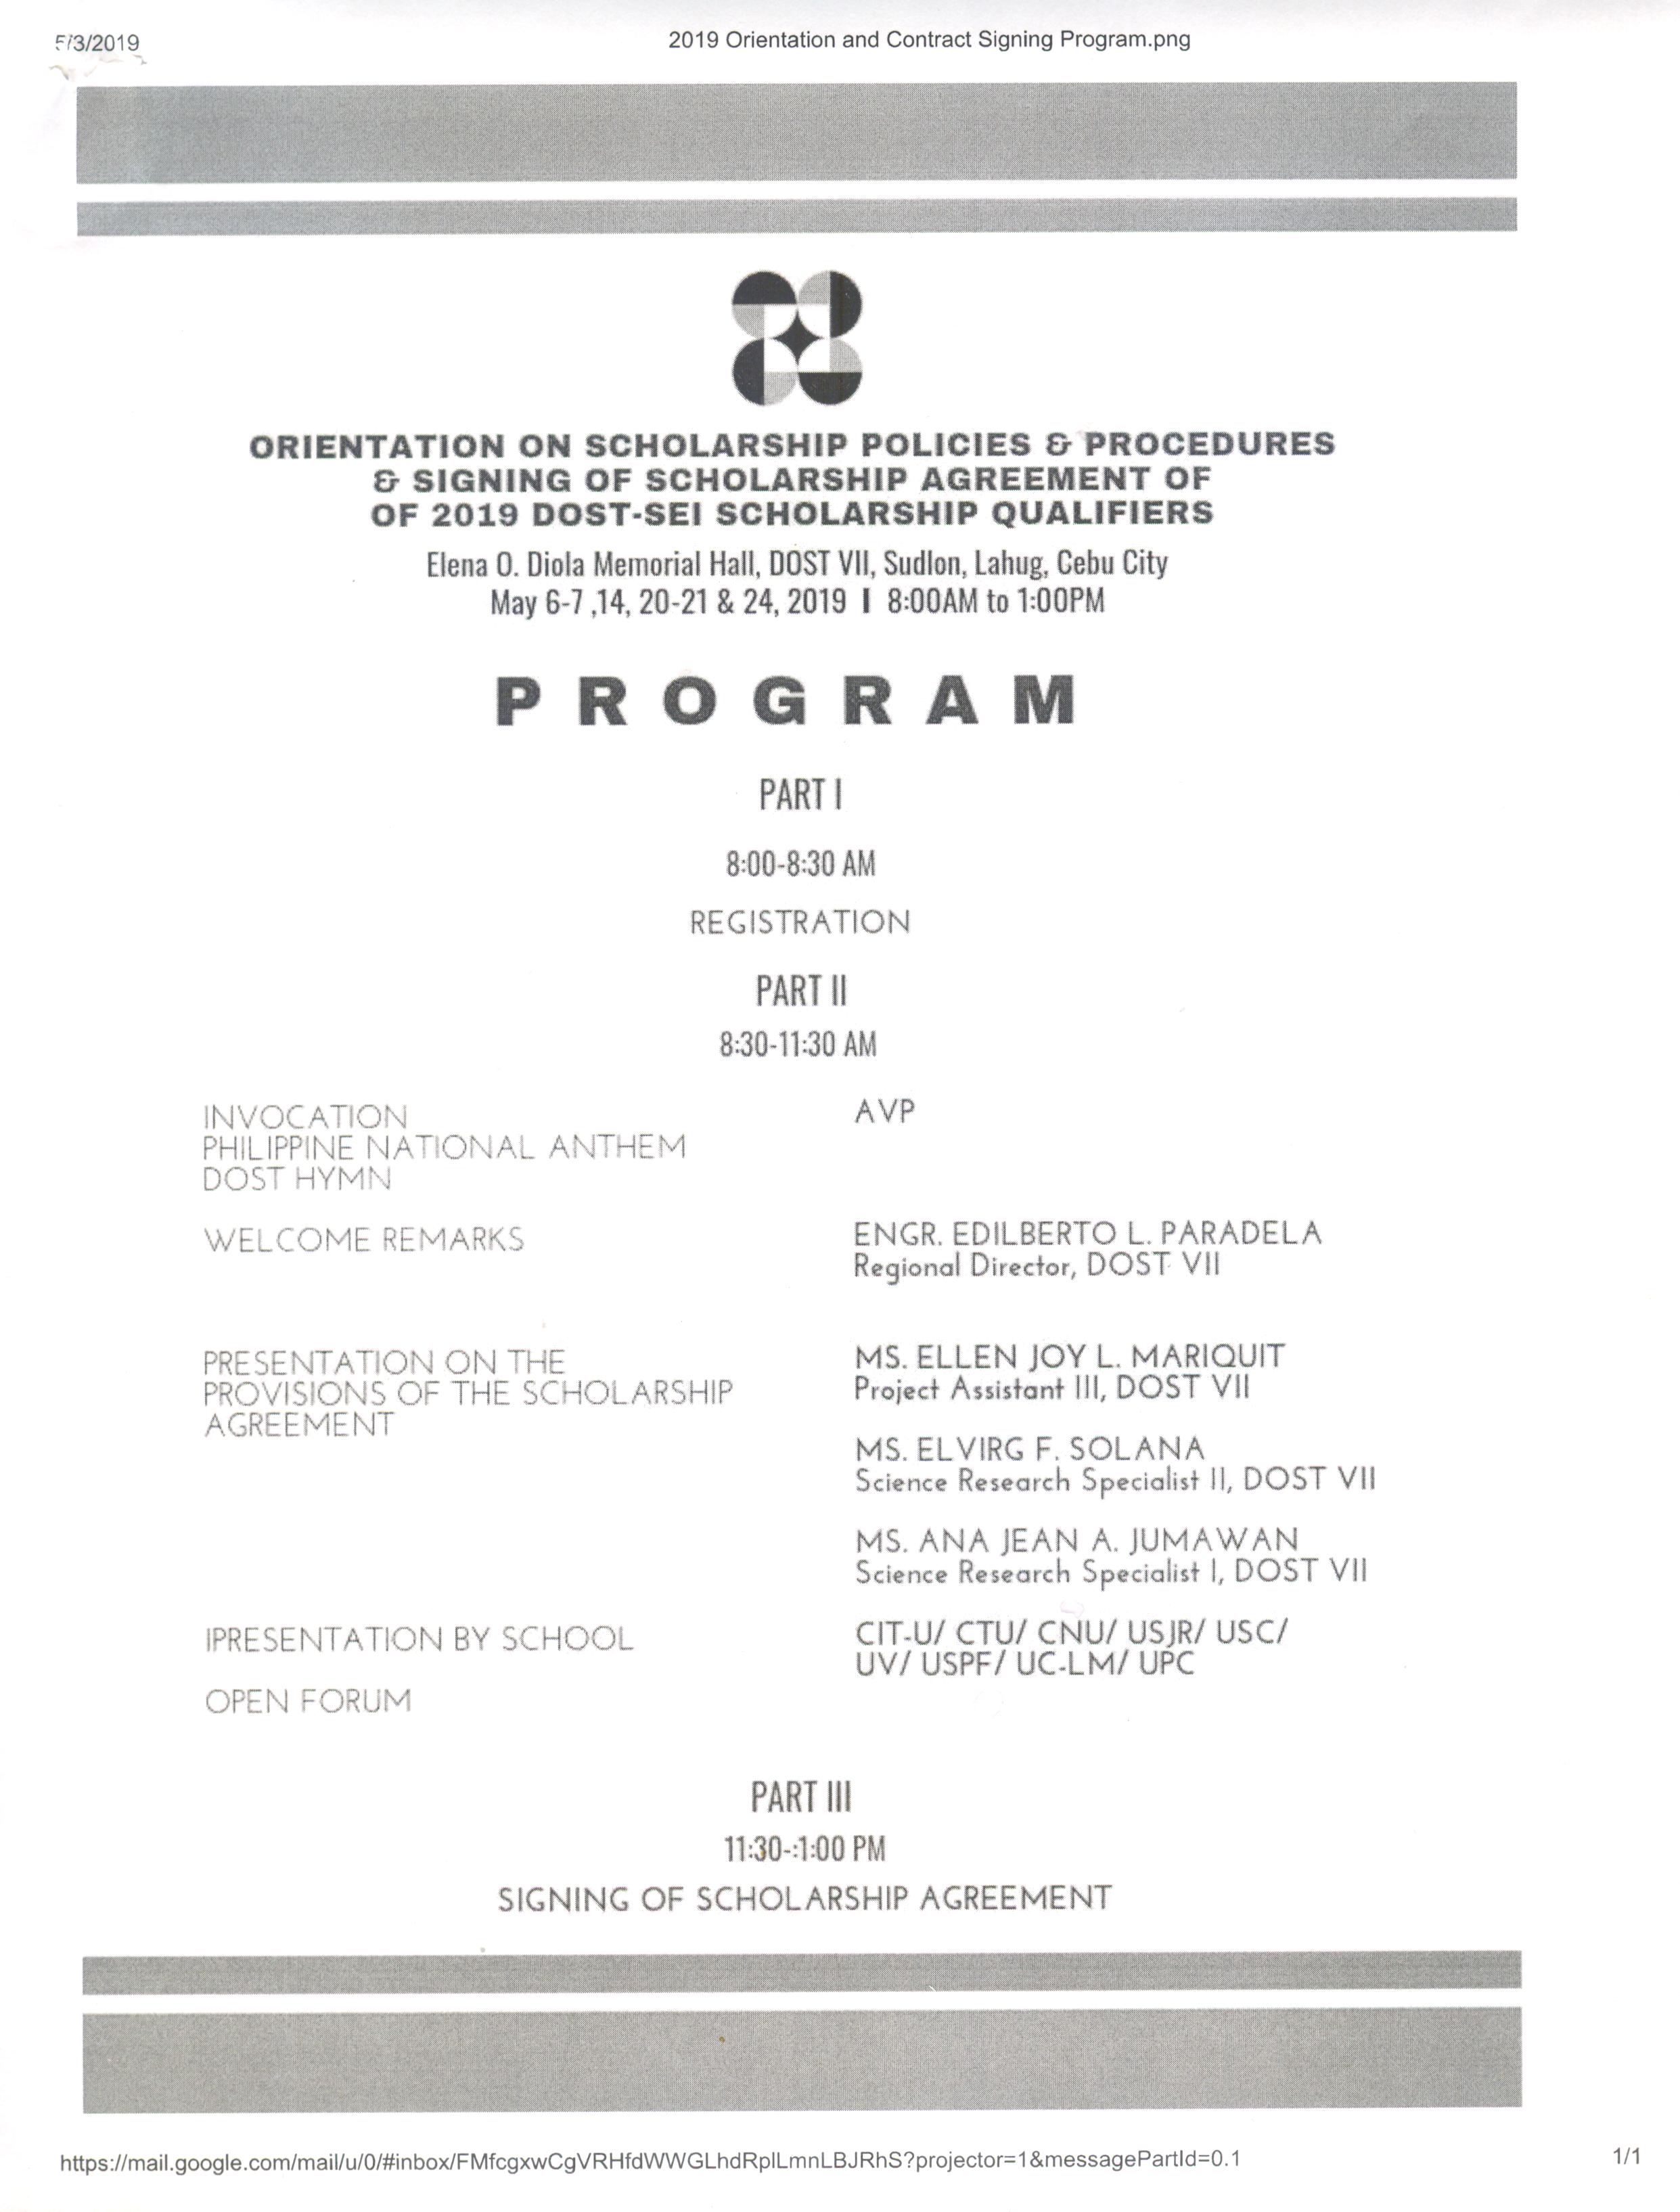 5/3/2019
2019 Orientation and Contract Signing Program.png
ORIENTATION ON SCHOLARSHIP POLICIES & PROCEDURES
& SIGNING OF SCHOLARSHIP AGREEMENT OF
OF 2019 DOST-SEI SCHOLARSHIP QUALIFIERS
Elena O. Diola Memorial Hall, DOST VII, Sudlon, Lahug, Cebu City
May 6-7 ,14, 20-21 & 24, 2019 I 8:00AM to 1:00PM
PROGRAM
PART I
8:00-8:30 AM
REGISTRATION
PART II
8:30-11:30 AM
INVOCATION
PHILIPPINE NATIONAL ANTHEM
DOST HYMN
AVP
WELCOME REMARKS
ENGR. EDILBERTO L. PARADELA
Regional Director, DOST VII
PRESENTATION ON THE
PROVISIONS OF THE SCHOLARSHIP
AGREEMENT
MS. ELLEN JOY L. MARIQUIT
Project Assistant III, DOST VII
MS. ELVIRG F. SOLANA
Science Research Specialist II, DOST VII
MS. ANA JEAN A. JUMAWAN
Science Research Specialist I, DOST VII
IPRESENTATION BY SCHOOL
CIT-U/ CTU/ CNU/ USJR/ USC/
UV/ USPF/ UC-LM/ UPC
OPEN FORUM
PART III
11:30-:1:00 PM
SIGNING OF SCHOLARSHIP AGREEMENT
https://mail.google.com/mail/u/0/#inbox/FMfcgxwCgVRHfdWWGLhdRplLmnLBJRhS?projector=1&messagePartId=0.1
1/1